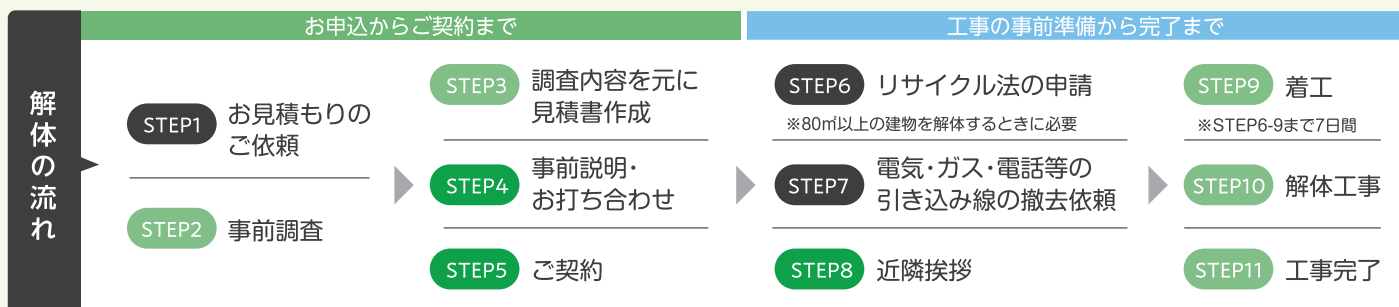 解体の流れ
お申込からご契約まで
STEP1
お見積もりの
ご依頼
STEP2
事前調査
STEP3
調査内容を元に
見積書作成
STEP4
事前説明・
お打ち合わせ
STEP5
ご契約
工事の事前準備から完了まで
STEP6
リサイクル法の申請
※80㎡以上の建物を解体するときに必要
STEP7
電気・ガス・電話等の
引き込み線の撤去依頼
STEP8
近隣挨拶
STEP9
着工
※STEP6-9まで7日間
STEP10
解体工事
STEP11
工事完了